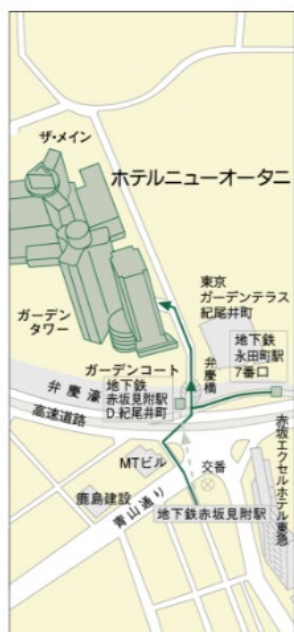 ザ・メイン
ホテルニューオータニ
東京
ガーデンテラス
紀尾井町
ガーデン
タワー
地下鉄
永田町駅
7番口
ガーデンコート
弁慶橋
地下鉄
赤坂見附駅
D.紀尾井町
弁慶濠
高速道路
赤坂エクセルホテル東急
MTビル
交番
鹿島建設
青山通り
地下鉄赤坂見附駅